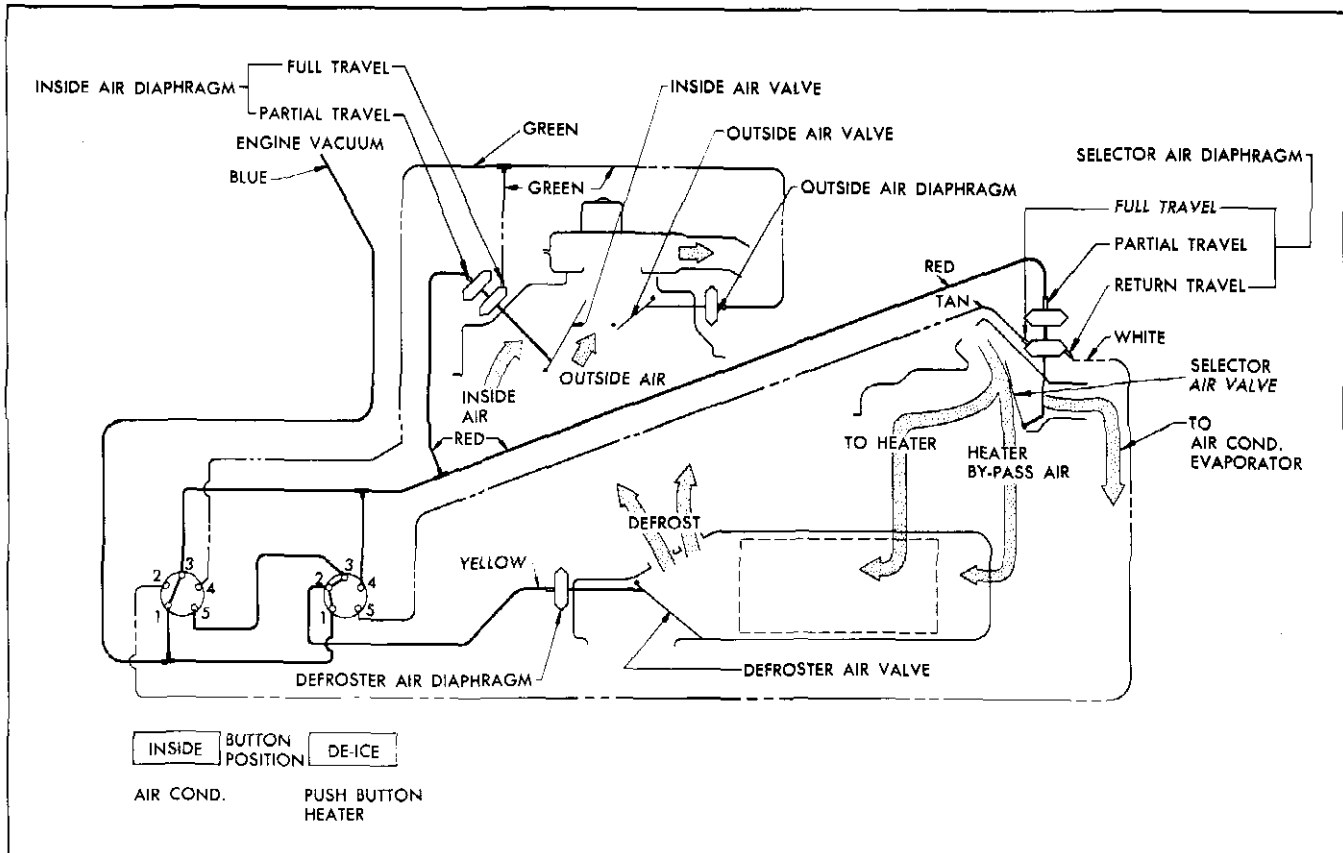 INSIDE AIR DIAPHRAGM
FULL TRAVEL
PARTIAL TRAVEL
ENGINE VACUUM
BLUE
GREEN
GREEN
INSIDE AIR VALVE
OUTSIDE AIR VALVE
OUTSIDE AIR DIAPHRAGM
SELECTOR AIR DIAPHRAGM
FULL TRAVEL
PARTIAL TRAVEL
RETURN TRAVEL
RED
TAN
WHITE
SELECTOR
AIR VALVE
INSIDE
AIR
OUTSIDE AIR
RED
TO HEATER
HEATER
BY-PASS AIR
TO
AIR COND.
EVAPORATOR
DEFROST
YELLOW
2
3
4
1
5
2
3
4
1
5
DEFROSTER AIR DIAPHRAGM
DEFROSTER AIR VALVE
INSIDE
BUTTON
POSITION
DE-ICE
AIR COND.
PUSH BUTTON
HEATER